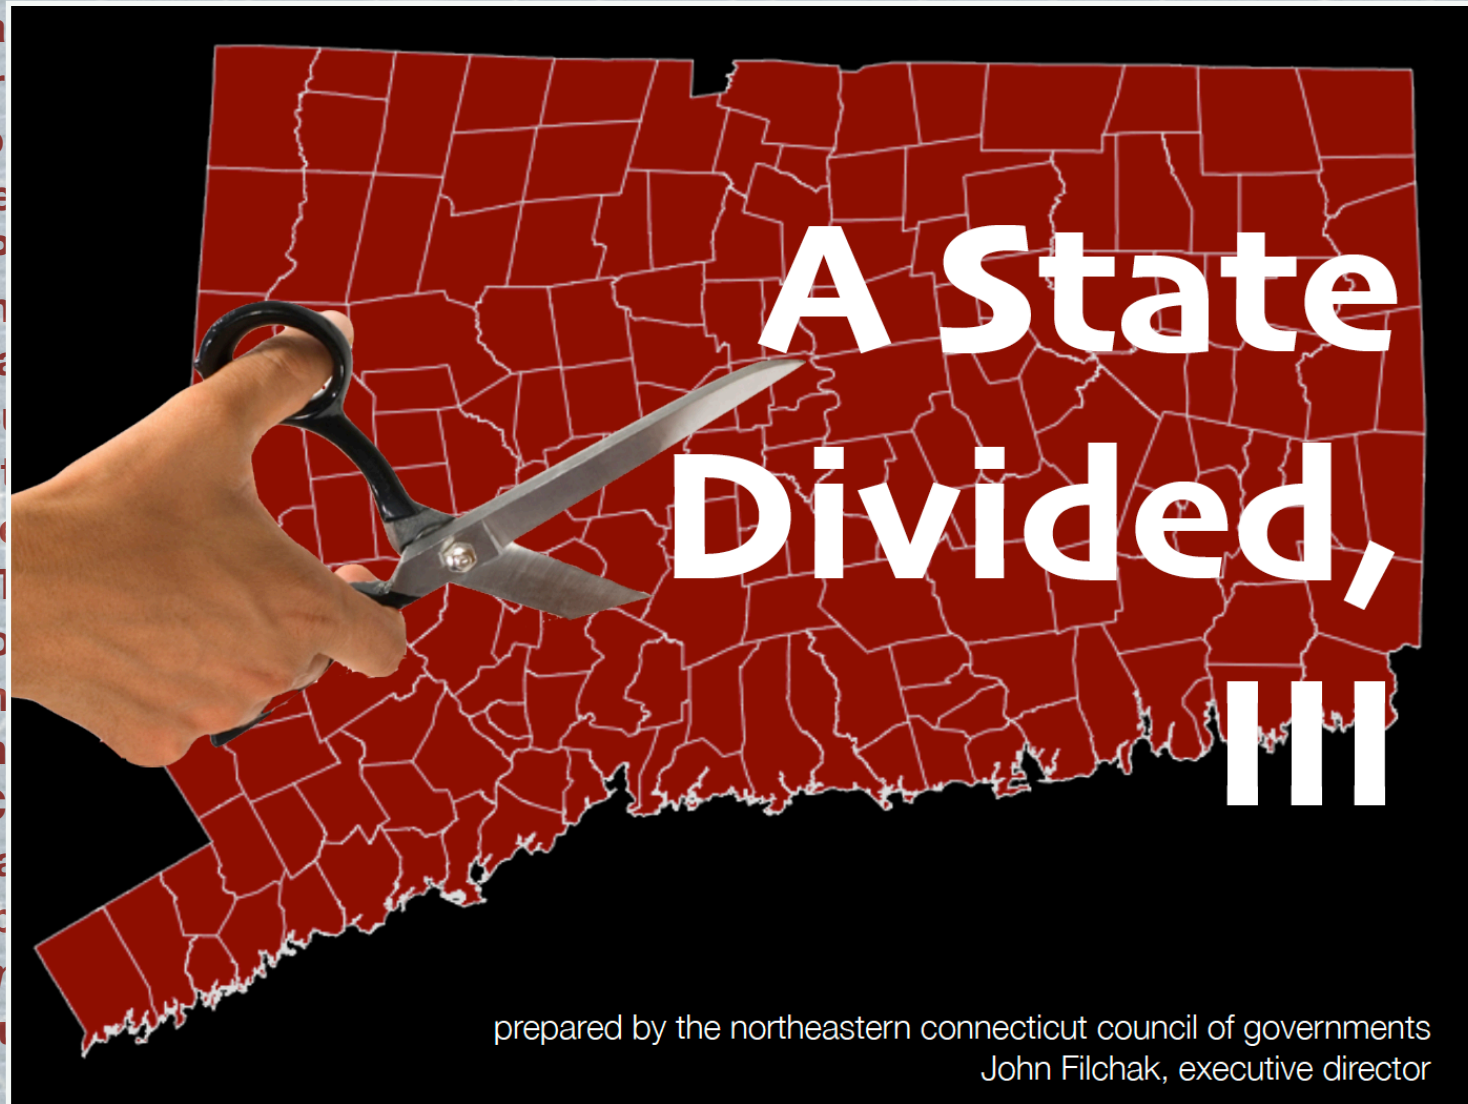 A State
Divided,
III
prepared by the northeastern connecticut council of governments
John Filchak, executive director